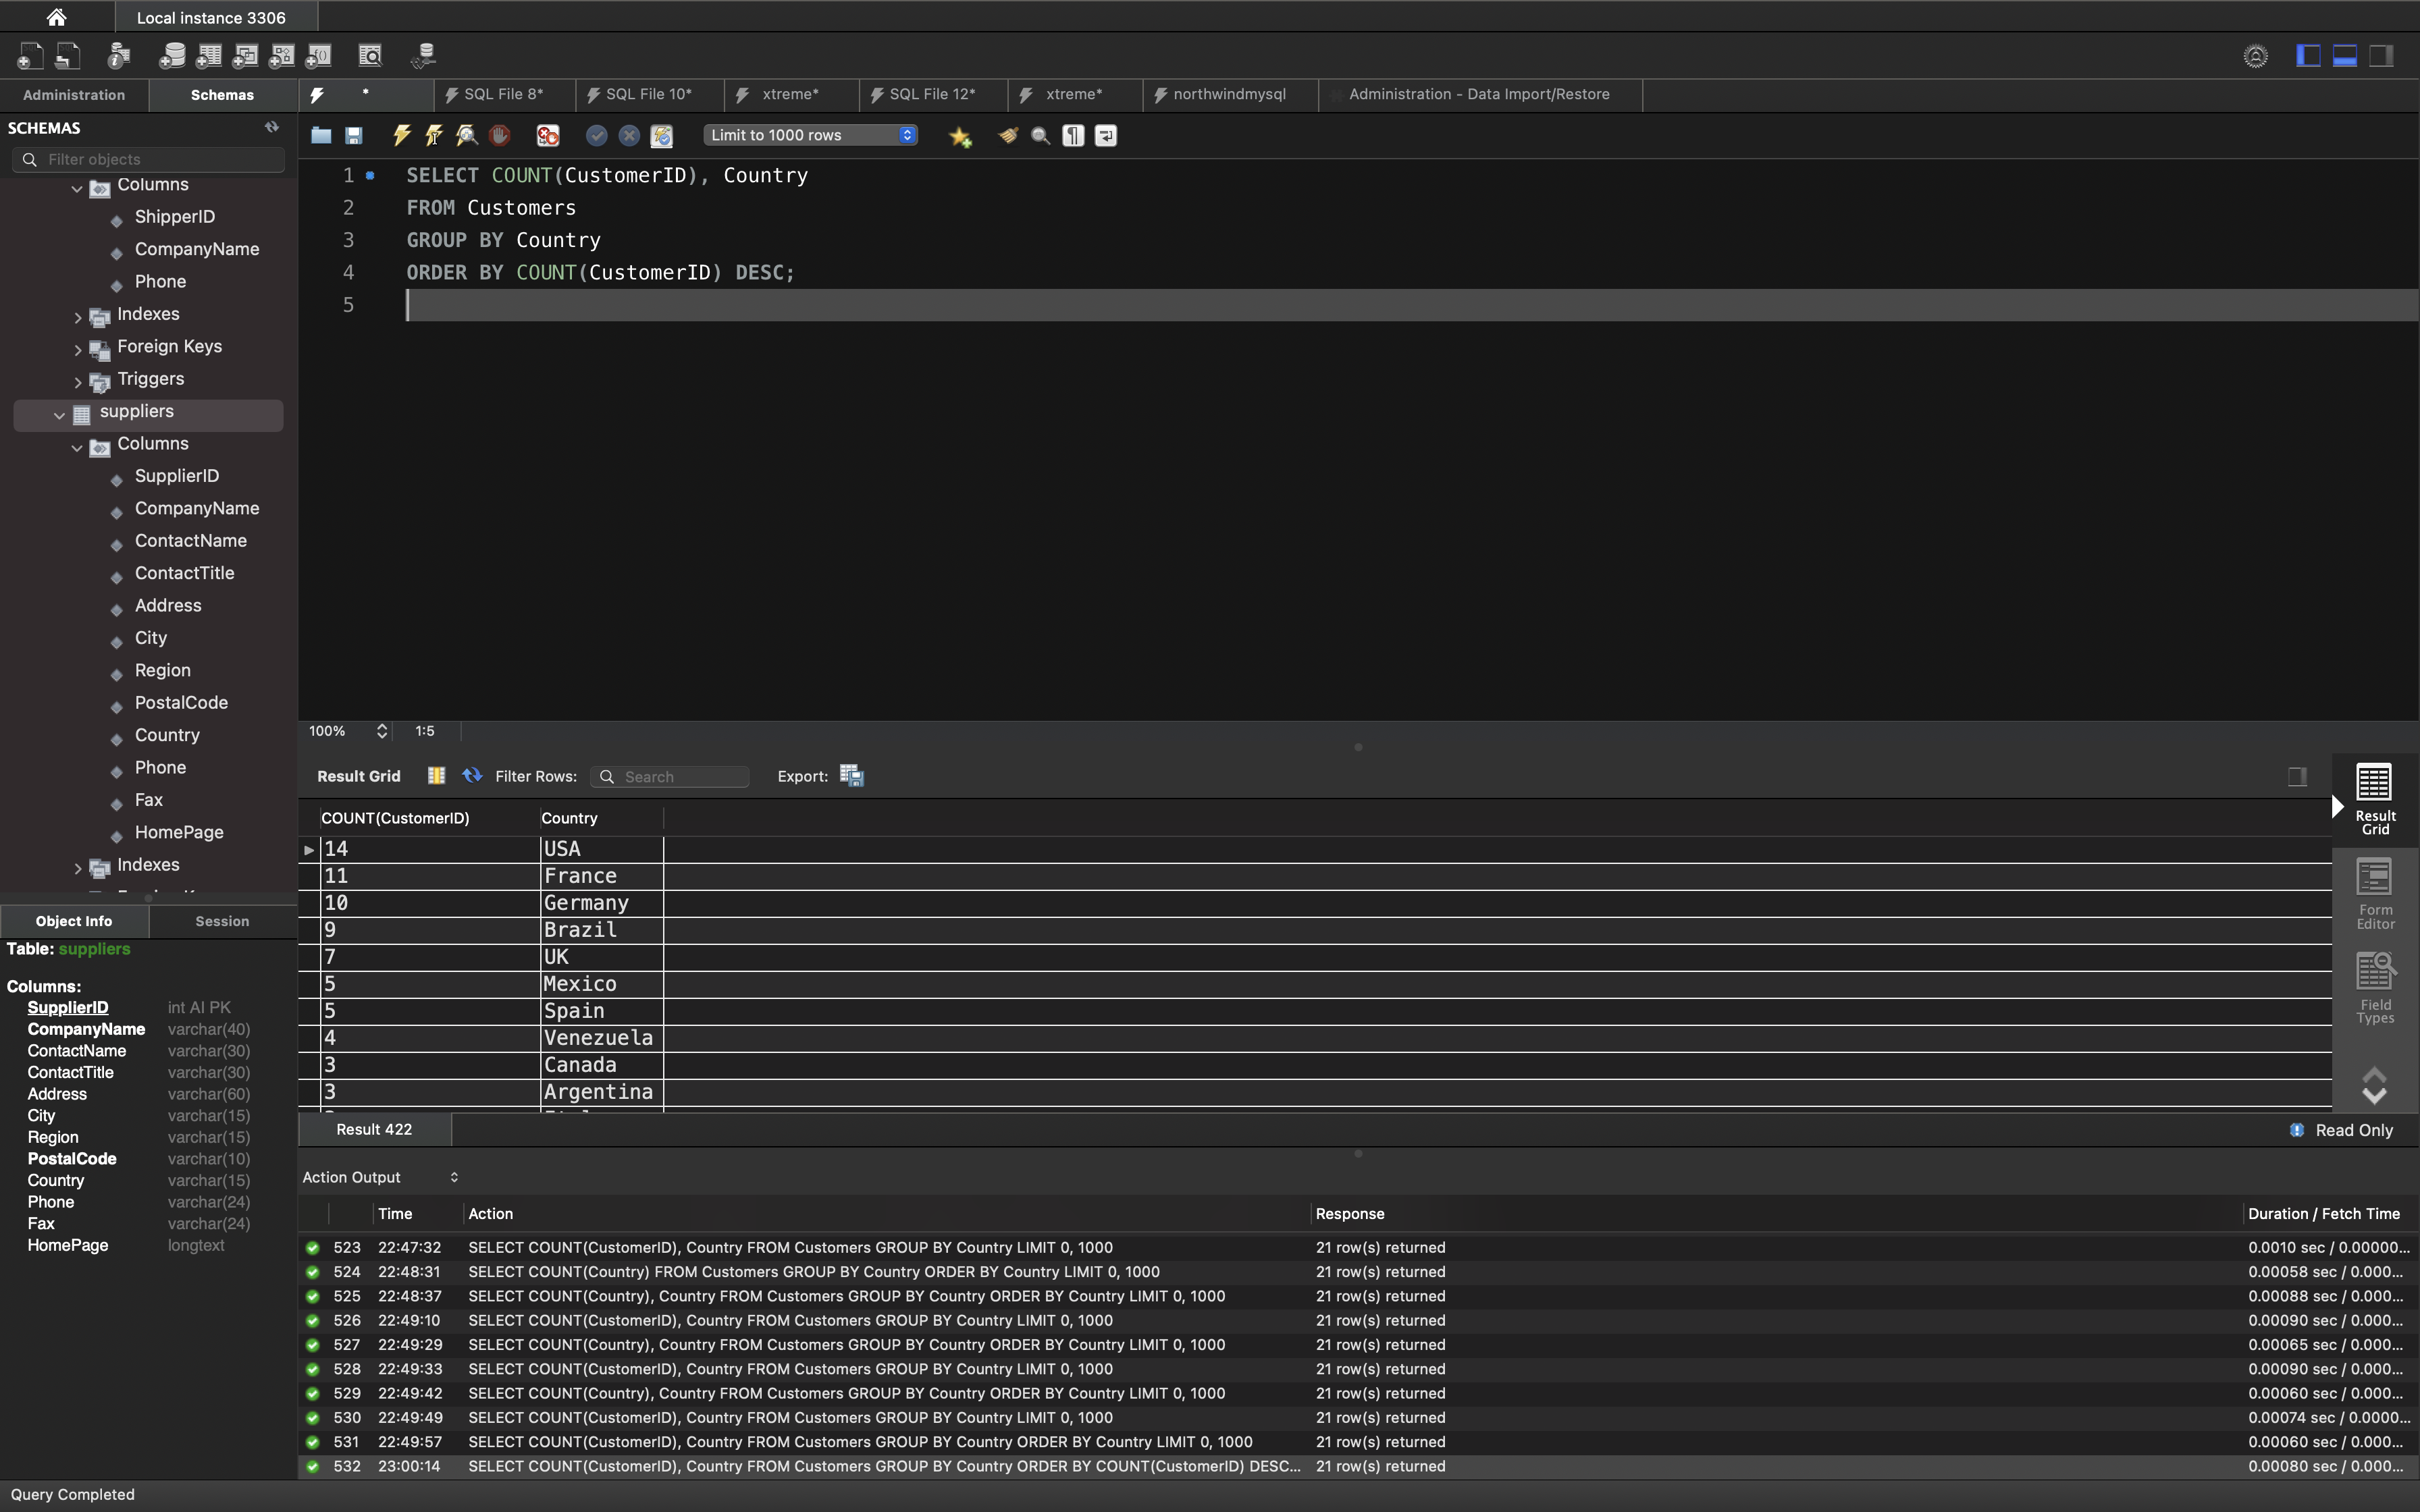 Local instance 3306
Administration
Schemas
*
SQL File 8*
SQL File 10*
xtreme*
SQL File 12*
xtreme*
northwindmysql
Administration - Data Import/Restore
SCHEMAS
Filter objects
Columns
ShipperID
CompanyName
Phone
Indexes
Foreign Keys
Triggers
suppliers
Columns
SupplierID
CompanyName
ContactName
ContactTitle
Address
City
Region
PostalCode
Country
Phone
Fax
HomePage
Indexes
Object Info
Session
Table: suppliers
Columns:
SupplierID int AI PK
CompanyName varchar(40)
ContactName varchar(30)
ContactTitle varchar(30)
Address varchar(60)
City varchar(15)
Region varchar(15)
PostalCode varchar(10)
Country varchar(15)
Phone varchar(24)
Fax varchar(24)
HomePage longtext
Limit to 1000 rows
1 SELECT COUNT(CustomerID), Country
2 FROM Customers
3 GROUP BY Country
4 ORDER BY COUNT(CustomerID) DESC;
5
100% 1:5
Result Grid Filter Rows: Search Export:
COUNT(CustomerID) Country
14 USA
11 France
10 Germany
9 Brazil
7 UK
5 Mexico
5 Spain
4 Venezuela
3 Canada
3 Argentina
Result
Grid
Form
Editor
Field
Types
Result 422
Read Only
Action Output
Time Action Response Duration / Fetch Time
523 22:47:32 SELECT COUNT(CustomerID), Country FROM Customers GROUP BY Country LIMIT 0, 1000 21 row(s) returned 0.0010 sec / 0.00000...
524 22:48:31 SELECT COUNT(Country) FROM Customers GROUP BY Country ORDER BY Country LIMIT 0, 1000 21 row(s) returned 0.00058 sec / 0.000...
525 22:48:37 SELECT COUNT(Country), Country FROM Customers GROUP BY Country ORDER BY Country LIMIT 0, 1000 21 row(s) returned 0.00088 sec / 0.000...
526 22:49:10 SELECT COUNT(CustomerID), Country FROM Customers GROUP BY Country LIMIT 0, 1000 21 row(s) returned 0.00090 sec / 0.000...
527 22:49:29 SELECT COUNT(Country), Country FROM Customers GROUP BY Country ORDER BY Country LIMIT 0, 1000 21 row(s) returned 0.00065 sec / 0.000...
528 22:49:33 SELECT COUNT(CustomerID), Country FROM Customers GROUP BY Country LIMIT 0, 1000 21 row(s) returned 0.00090 sec / 0.000...
529 22:49:42 SELECT COUNT(Country), Country FROM Customers GROUP BY Country ORDER BY Country LIMIT 0, 1000 21 row(s) returned 0.00060 sec / 0.000...
530 22:49:49 SELECT COUNT(CustomerID), Country FROM Customers GROUP BY Country LIMIT 0, 1000 21 row(s) returned 0.00074 sec / 0.0000...
531 22:49:57 SELECT COUNT(CustomerID), Country FROM Customers GROUP BY Country ORDER BY Country LIMIT 0, 1000 21 row(s) returned 0.00060 sec / 0.000...
532 23:00:14 SELECT COUNT(CustomerID), Country FROM Customers GROUP BY Country ORDER BY COUNT(CustomerID) DESC... 21 row(s) returned 0.00080 sec / 0.000...
Query Completed